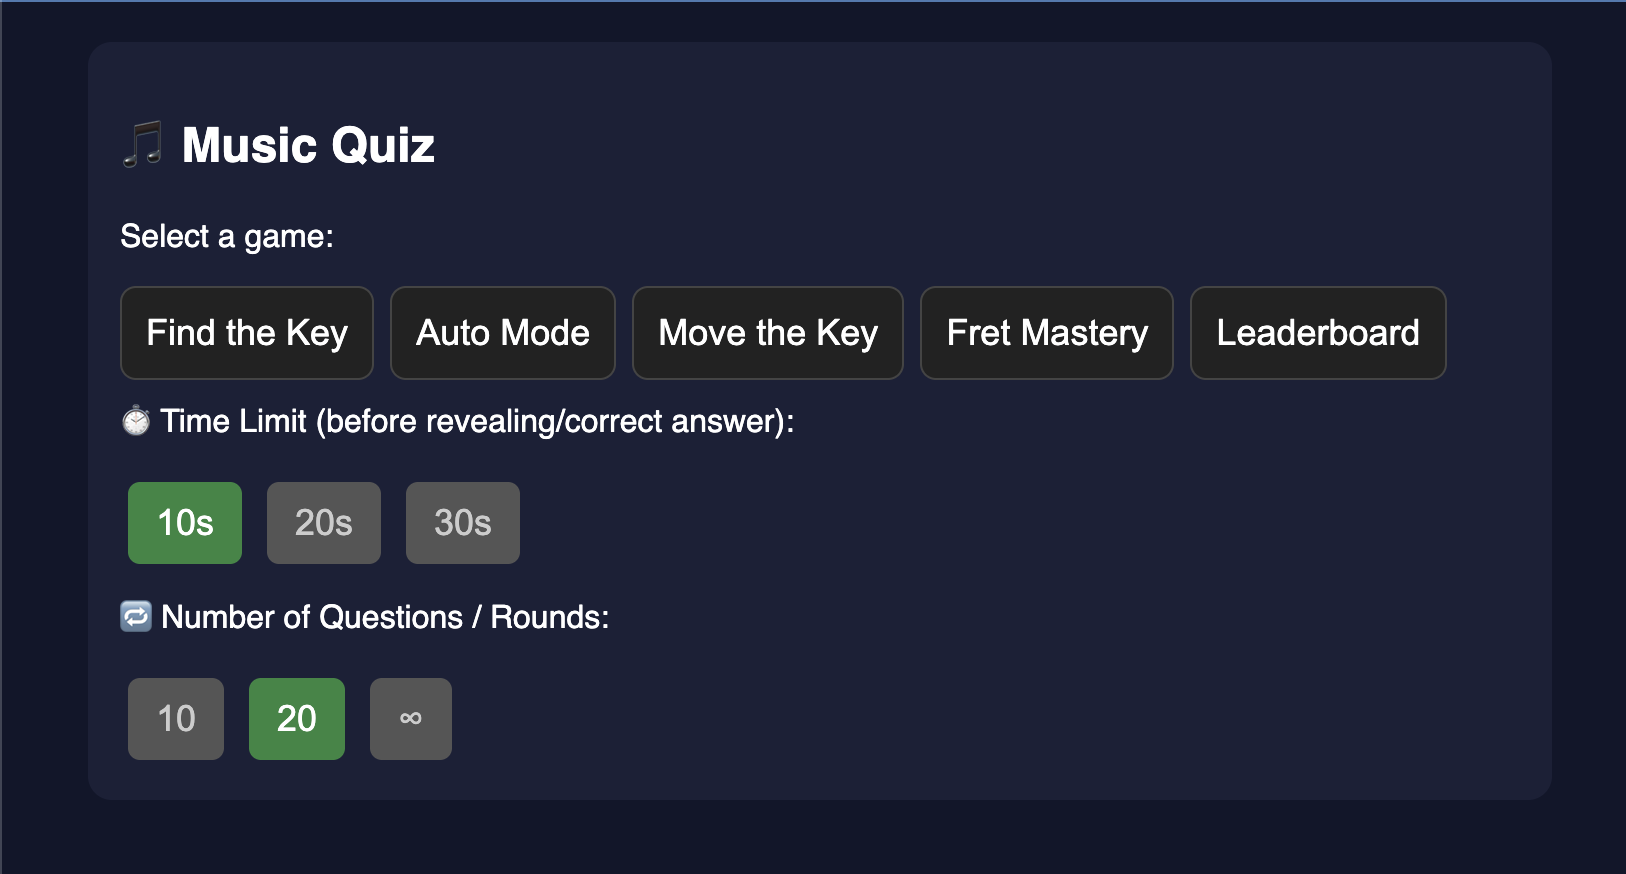 🎵 Music Quiz
Select a game:
Find the Key Auto Mode Move the Key Fret Mastery Leaderboard
⏱️ Time Limit (before revealing/correct answer):
10s 20s 30s
🔁 Number of Questions / Rounds:
10 20 ∞